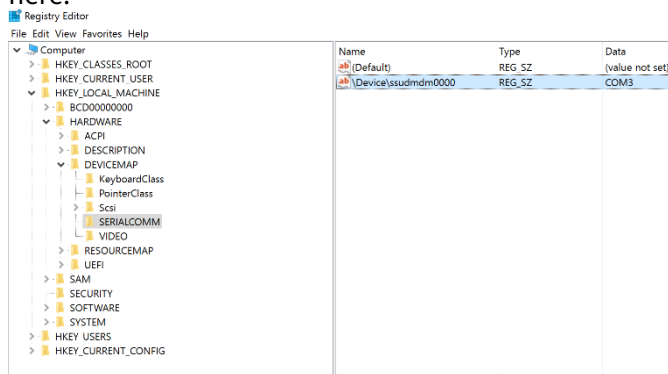 here.
Registry Editor
File Edit View Favorites Help
Computer
HKEY_CLASSES_ROOT
HKEY_CURRENT_USER
HKEY_LOCAL_MACHINE
BCD00000000
HARDWARE
ACPI
DESCRIPTION
DEVICEMAP
KeyboardClass
PointerClass
Scsi
SERIALCOMM
VIDEO
RESOURCEMAP
UEFI
SAM
SECURITY
SOFTWARE
SYSTEM
HKEY_USERS
HKEY_CURRENT_CONFIG
Name Type Data
(Default) REG_SZ (value not set)
\Device\ssudmdm0000 REG_SZ COM3